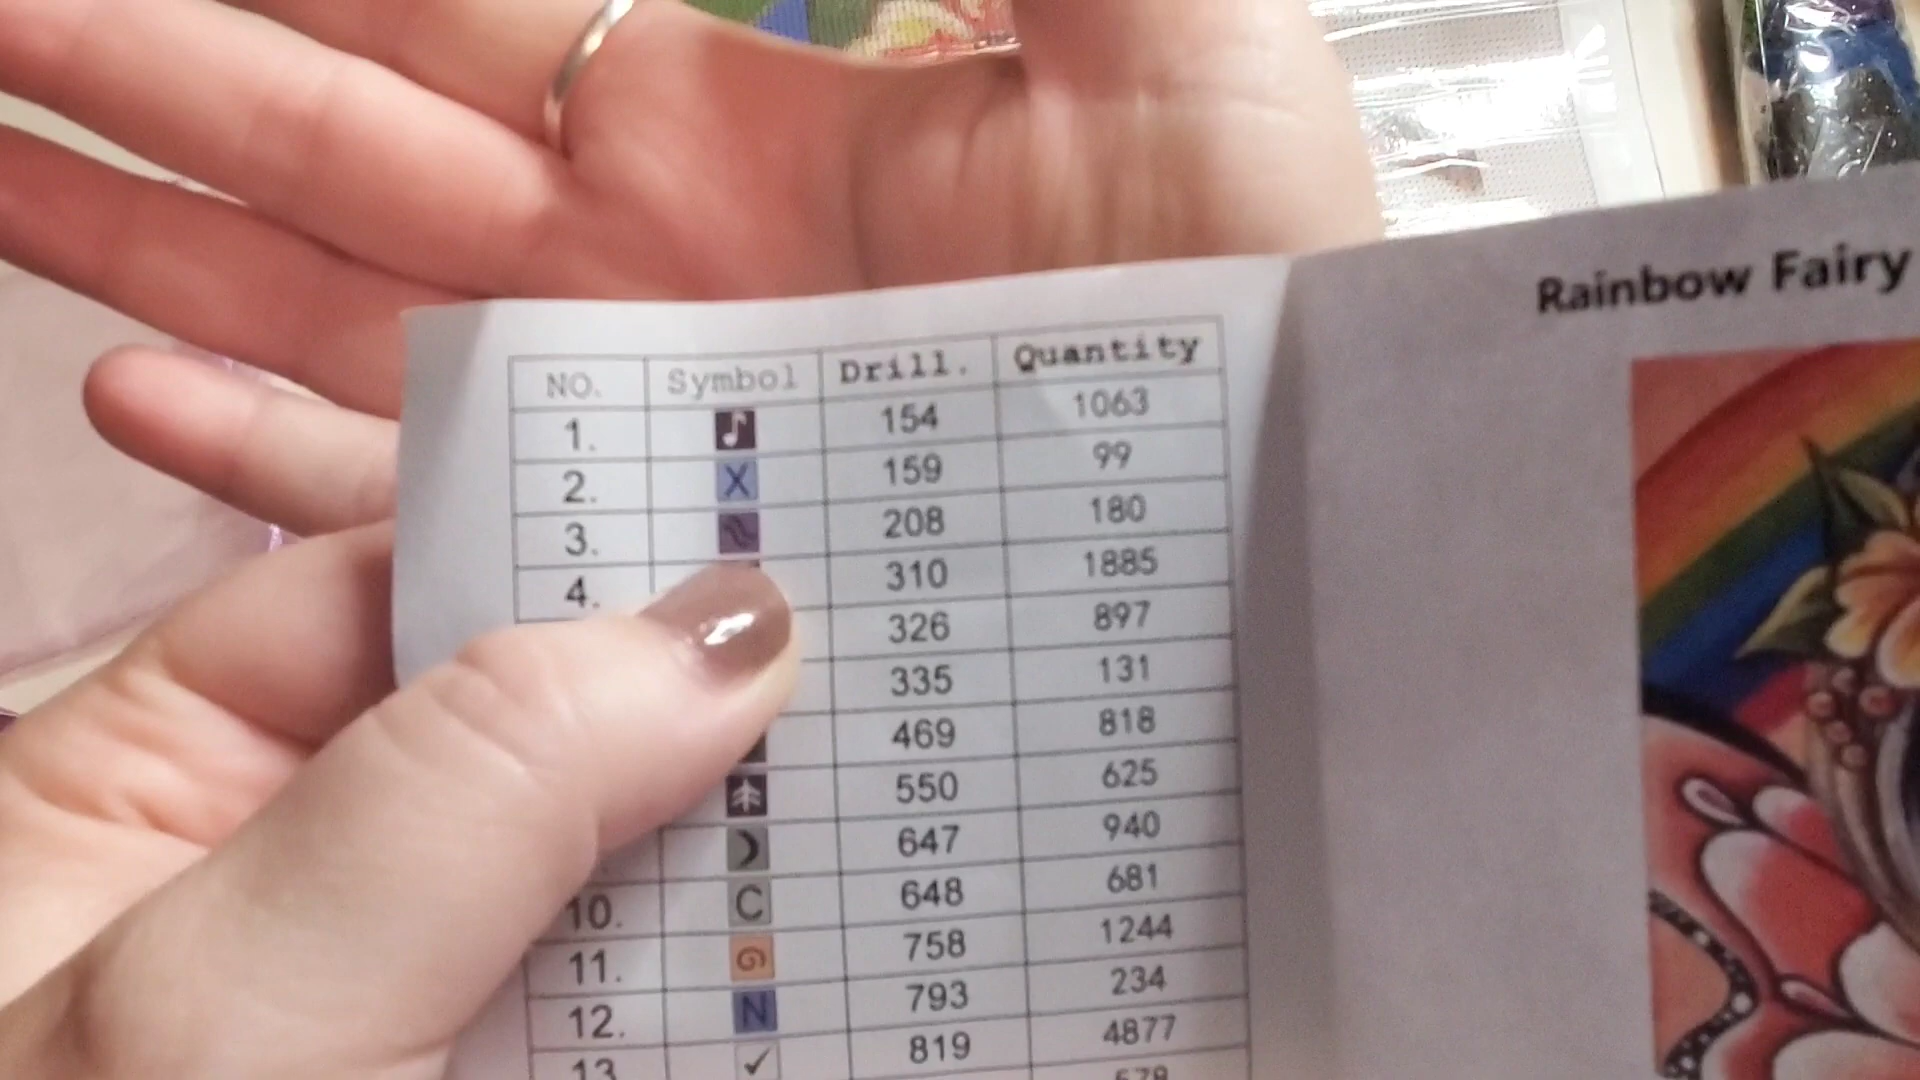 Rainbow Fairy
NO. Symbol Drill. Quantity
1. 154 1063
2. X 159 99
3. 208 180
4. 310 1885
326 897
335 131
469 818
550 625
647 940
10. C 648 681
11. 758 1244
12. N 793 234
13 ✓ 819 4877
578